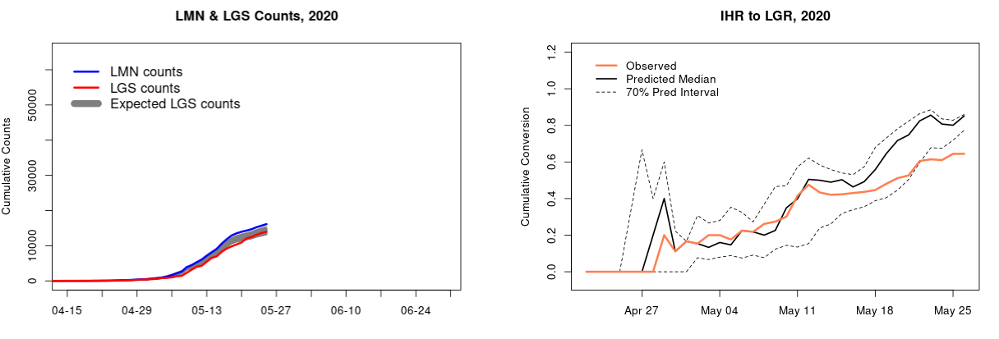 LMN & LGS Counts, 2020
LMN counts
LGS counts
Expected LGS counts
Cumulative Counts
0
10000
30000
50000
04-15 04-29 05-13 05-27 06-10 06-24
IHR to LGR, 2020
Observed
Predicted Median
70% Pred Interval
Cumulative Conversion
0.0
0.2
0.4
0.6
0.8
1.0
1.2
Apr 27 May 04 May 11 May 18 May 25